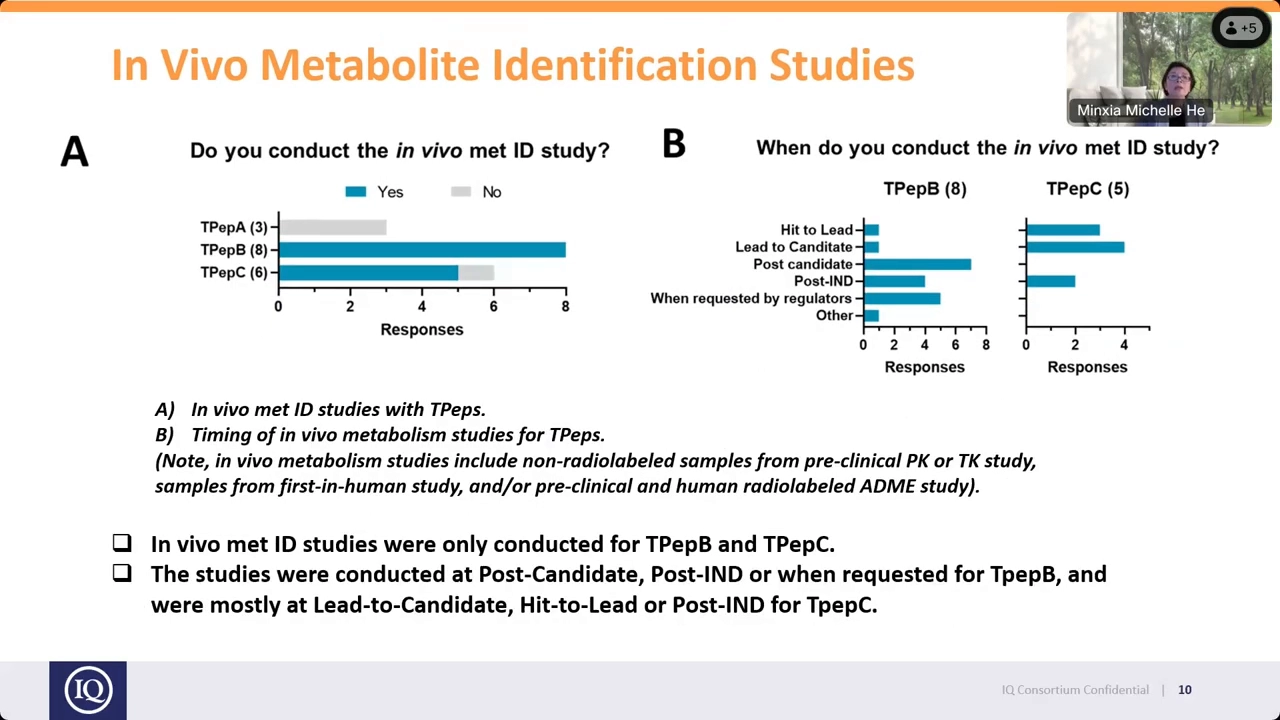 In Vivo Metabolite Identification Studies
+5
Minxia Michelle He
A
Do you conduct the in vivo met ID study?
Yes
No
TPepA (3)
TPepB (8)
TPepC (6)
0 2 4 6 8
Responses
B
When do you conduct the in vivo met ID study?
TPepB (8)
TPepC (5)
Hit to Lead
Lead to Canditate
Post candidate
Post-IND
When requested by regulators
Other
0 2 4 6 8
Responses
0 2 4
Responses
A) In vivo met ID studies with TPeps.
B) Timing of in vivo metabolism studies for TPeps.
(Note, in vivo metabolism studies include non-radiolabeled samples from pre-clinical PK or TK study,
samples from first-in-human study, and/or pre-clinical and human radiolabeled ADME study).
❑ In vivo met ID studies were only conducted for TPepB and TPepC.
❑ The studies were conducted at Post-Candidate, Post-IND or when requested for TpepB, and
were mostly at Lead-to-Candidate, Hit-to-Lead or Post-IND for TpepC.
IQ
IQ Consortium Confidential | 10